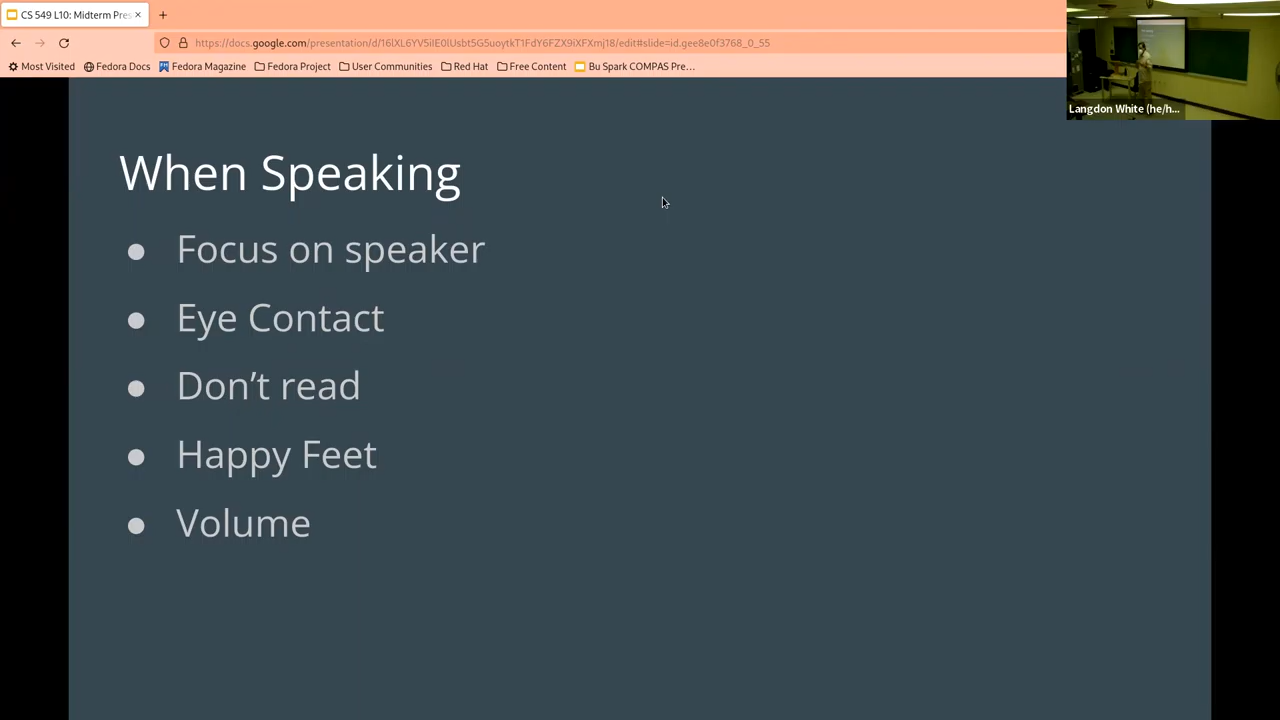 CS 549 L10: Midterm Pres
https://docs.google.com/presentation/d/16lXL6YV5iIE0lUsbt5G5uoytkT1FdY6FZX9iXFXmj18/edit#slide=id.gee8e0f3768_0_55
Most Visited Fedora Docs Fedora Magazine Fedora Project User Communities Red Hat Free Content Bu Spark COMPAS Pre…
Langdon White (he/h...
When Speaking
● Focus on speaker
● Eye Contact
● Don’t read
● Happy Feet
● Volume